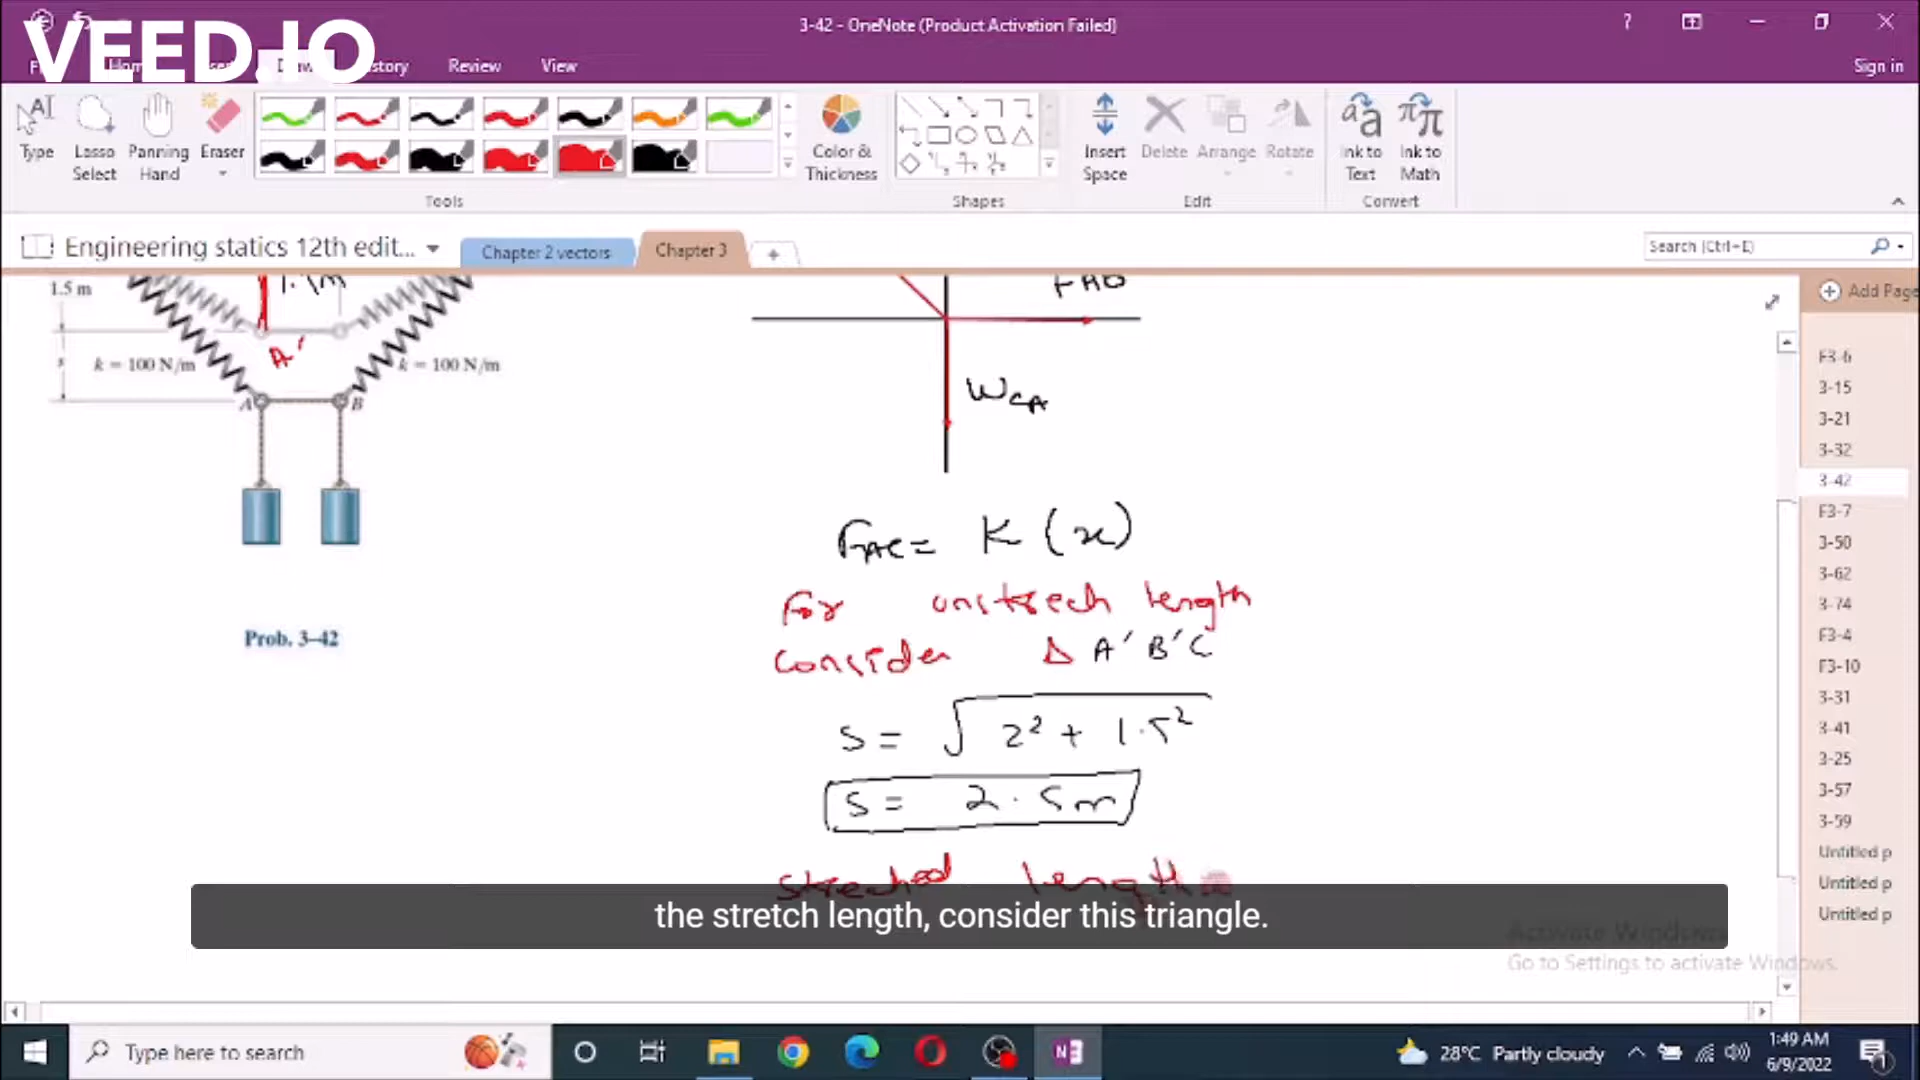 VEED.IO
3-42 - OneNote (Product Activation Failed)
?
Review
View
Sign in
Type
Lasso Select
Panning Hand
Eraser
Color & Thickness
Insert Space
Delete
Arrange
Rotate
Ink to Text
Ink to Math
Tools
Shapes
Edit
Convert
Engineering statics 12th edit...
Chapter 2 vectors
Chapter 3
Search (Ctrl+E)
Add Page
1.5 m
A'
k = 100 N/m
k = 100 N/m
A
B
Prob. 3–42
FAB
WCA
FAC = K (x)
For unstrech length
Consider Δ A' B' C
S = √2² + 1.5²
S = 2.5m
streched length
the stretch length, consider this triangle.
F3-6
3-15
3-21
3-32
3-42
F3-7
3-50
3-62
3-74
F3-4
F3-10
3-31
3-41
3-25
3-57
3-59
Untitled p
Untitled p
Untitled p
Activate Windows
Go to Settings to activate Windows.
Type here to search
28°C Partly cloudy
1:49 AM
6/9/2022